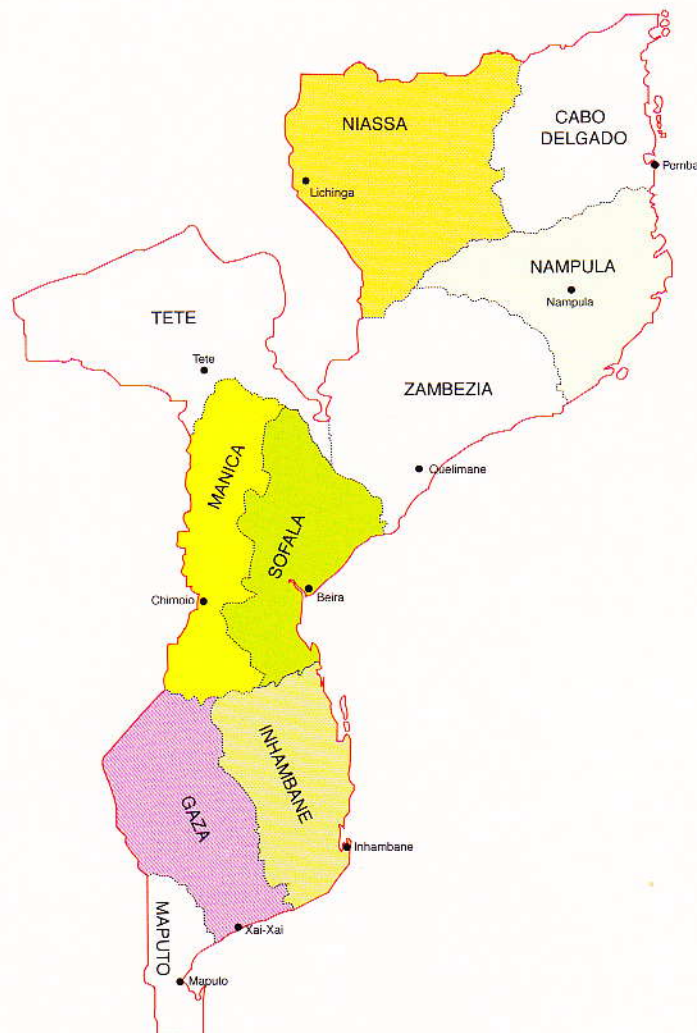 NIASSA
CABO
DELGADO
Pemba
Lichinga
NAMPULA
Nampula
TETE
Tete
ZAMBEZIA
Quelimane
MANICA
SOFALA
Chimoio
Beira
INHAMBANE
GAZA
Inhambane
MAPUTO
Xai-Xai
Maputo